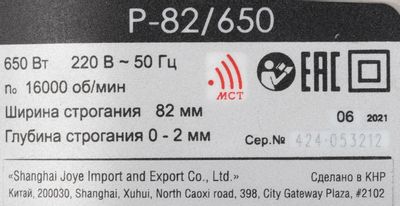 Р-82/650
650 Вт 220 В ~ 50 Гц
по 16000 об/мин
МСТ
EAC
Ширина строгания 82 мм
06 2021
Глубина строгания 0 - 2 мм
Сер.№ 424-053212
«Shanghai Joye Import and Export Co., Ltd.» Сделано в КНР
Китай, 200030, Shanghai, Xuhui, North Caoxi road, 398, City Gateway Plaza, #2102